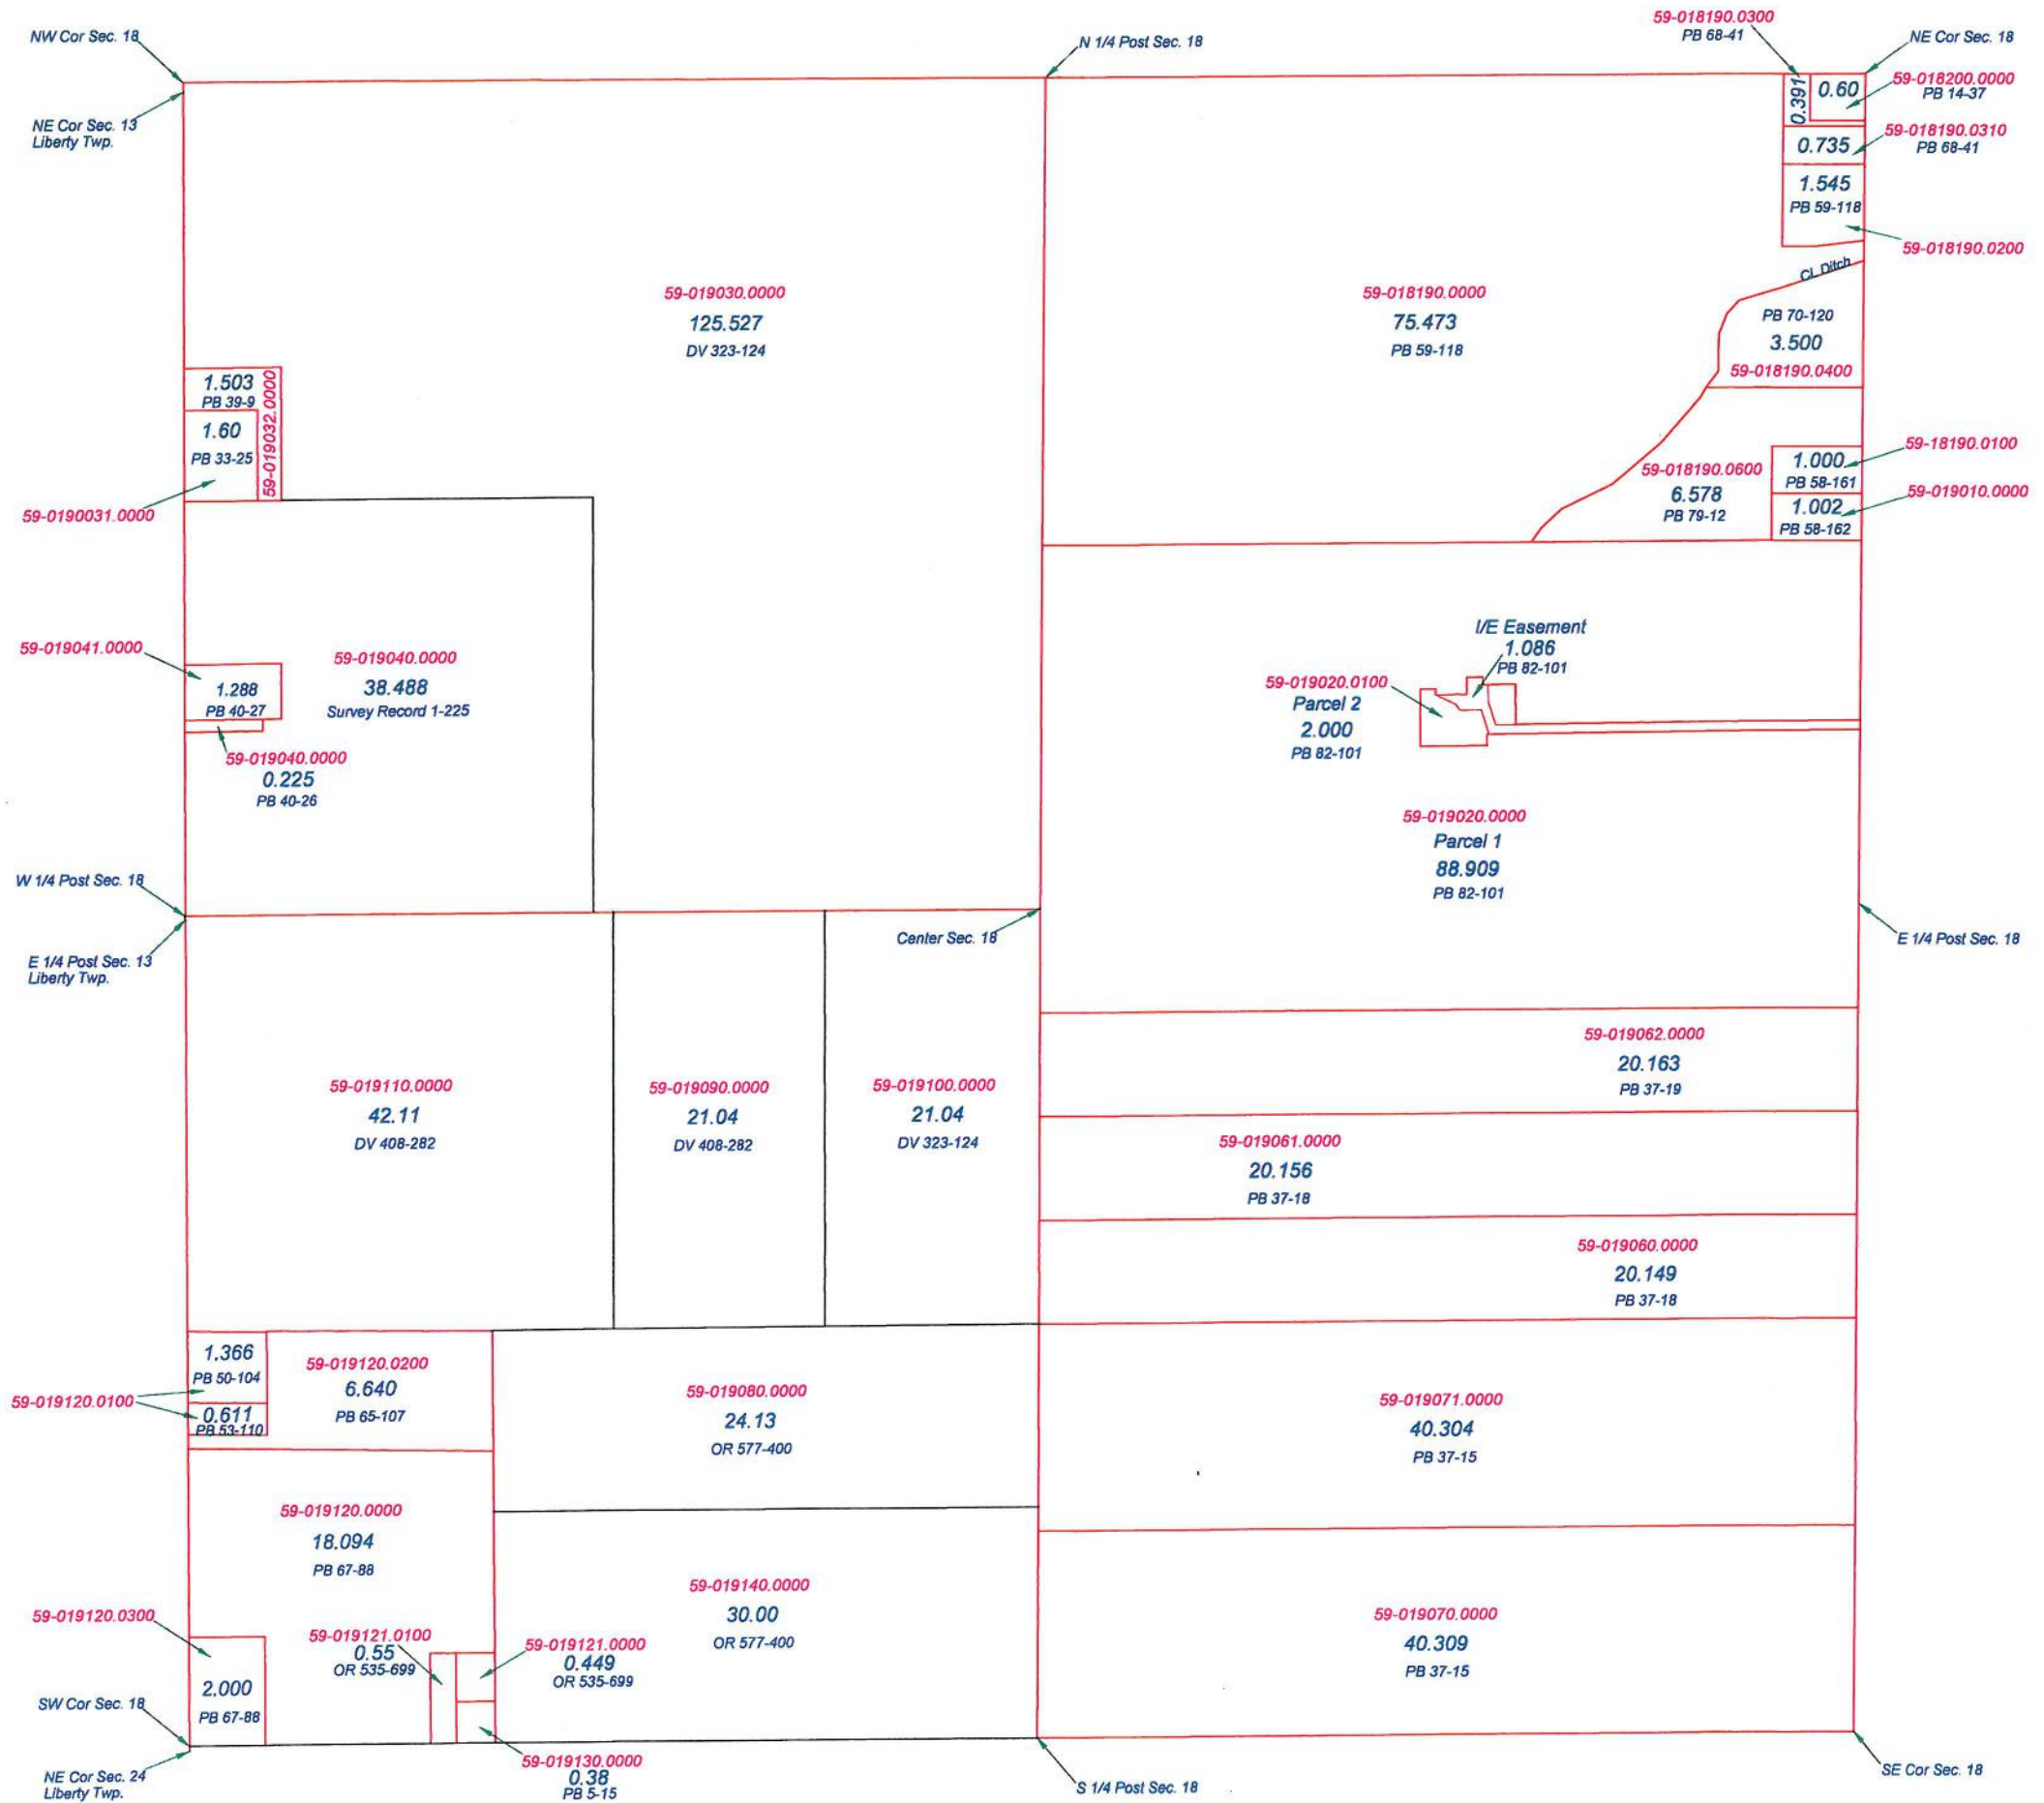 NW Cor Sec. 18
N 1/4 Post Sec. 18
59-018190.0300
PB 68-41
NE Cor Sec. 18
NE Cor Sec. 13
Liberty Twp.
0.391
0.60
59-018200.0000
PB 14-37
59-018190.0310
PB 68-41
0.735
1.545
PB 59-118
59-018190.0200
CL Ditch
59-019030.0000
125.527
DV 323-124
59-018190.0000
75.473
PB 59-118
PB 70-120
3.500
59-018190.0400
1.503
PB 39-9
59-019032.0000
1.60
PB 33-25
59-0190031.0000
59-18190.0100
1.000
PB 58-161
59-018190.0600
6.578
PB 79-12
59-019010.0000
1.002
PB 58-162
59-019041.0000
1.288
PB 40-27
59-019040.0000
38.488
Survey Record 1-225
59-019040.0000
0.225
PB 40-26
I/E Easement
1.086
PB 82-101
59-019020.0100
Parcel 2
2.000
PB 82-101
59-019020.0000
Parcel 1
88.909
PB 82-101
W 1/4 Post Sec. 18
E 1/4 Post Sec. 13
Liberty Twp.
Center Sec. 18
E 1/4 Post Sec. 18
59-019110.0000
42.11
DV 408-282
59-019090.0000
21.04
DV 408-282
59-019100.0000
21.04
DV 323-124
59-019062.0000
20.163
PB 37-19
59-019061.0000
20.156
PB 37-18
59-019060.0000
20.149
PB 37-18
1.366
PB 50-104
59-019120.0100
0.611
PB 53-110
59-019120.0200
6.640
PB 65-107
59-019080.0000
24.13
OR 577-400
59-019071.0000
40.304
PB 37-15
59-019120.0000
18.094
PB 67-88
59-019140.0000
30.00
OR 577-400
59-019070.0000
40.309
PB 37-15
59-019120.0300
2.000
PB 67-88
59-019121.0100
0.55
OR 535-699
59-019121.0000
0.449
OR 535-699
SW Cor Sec. 18
NE Cor Sec. 24
Liberty Twp.
59-019130.0000
0.38
PB 5-15
S 1/4 Post Sec. 18
SE Cor Sec. 18